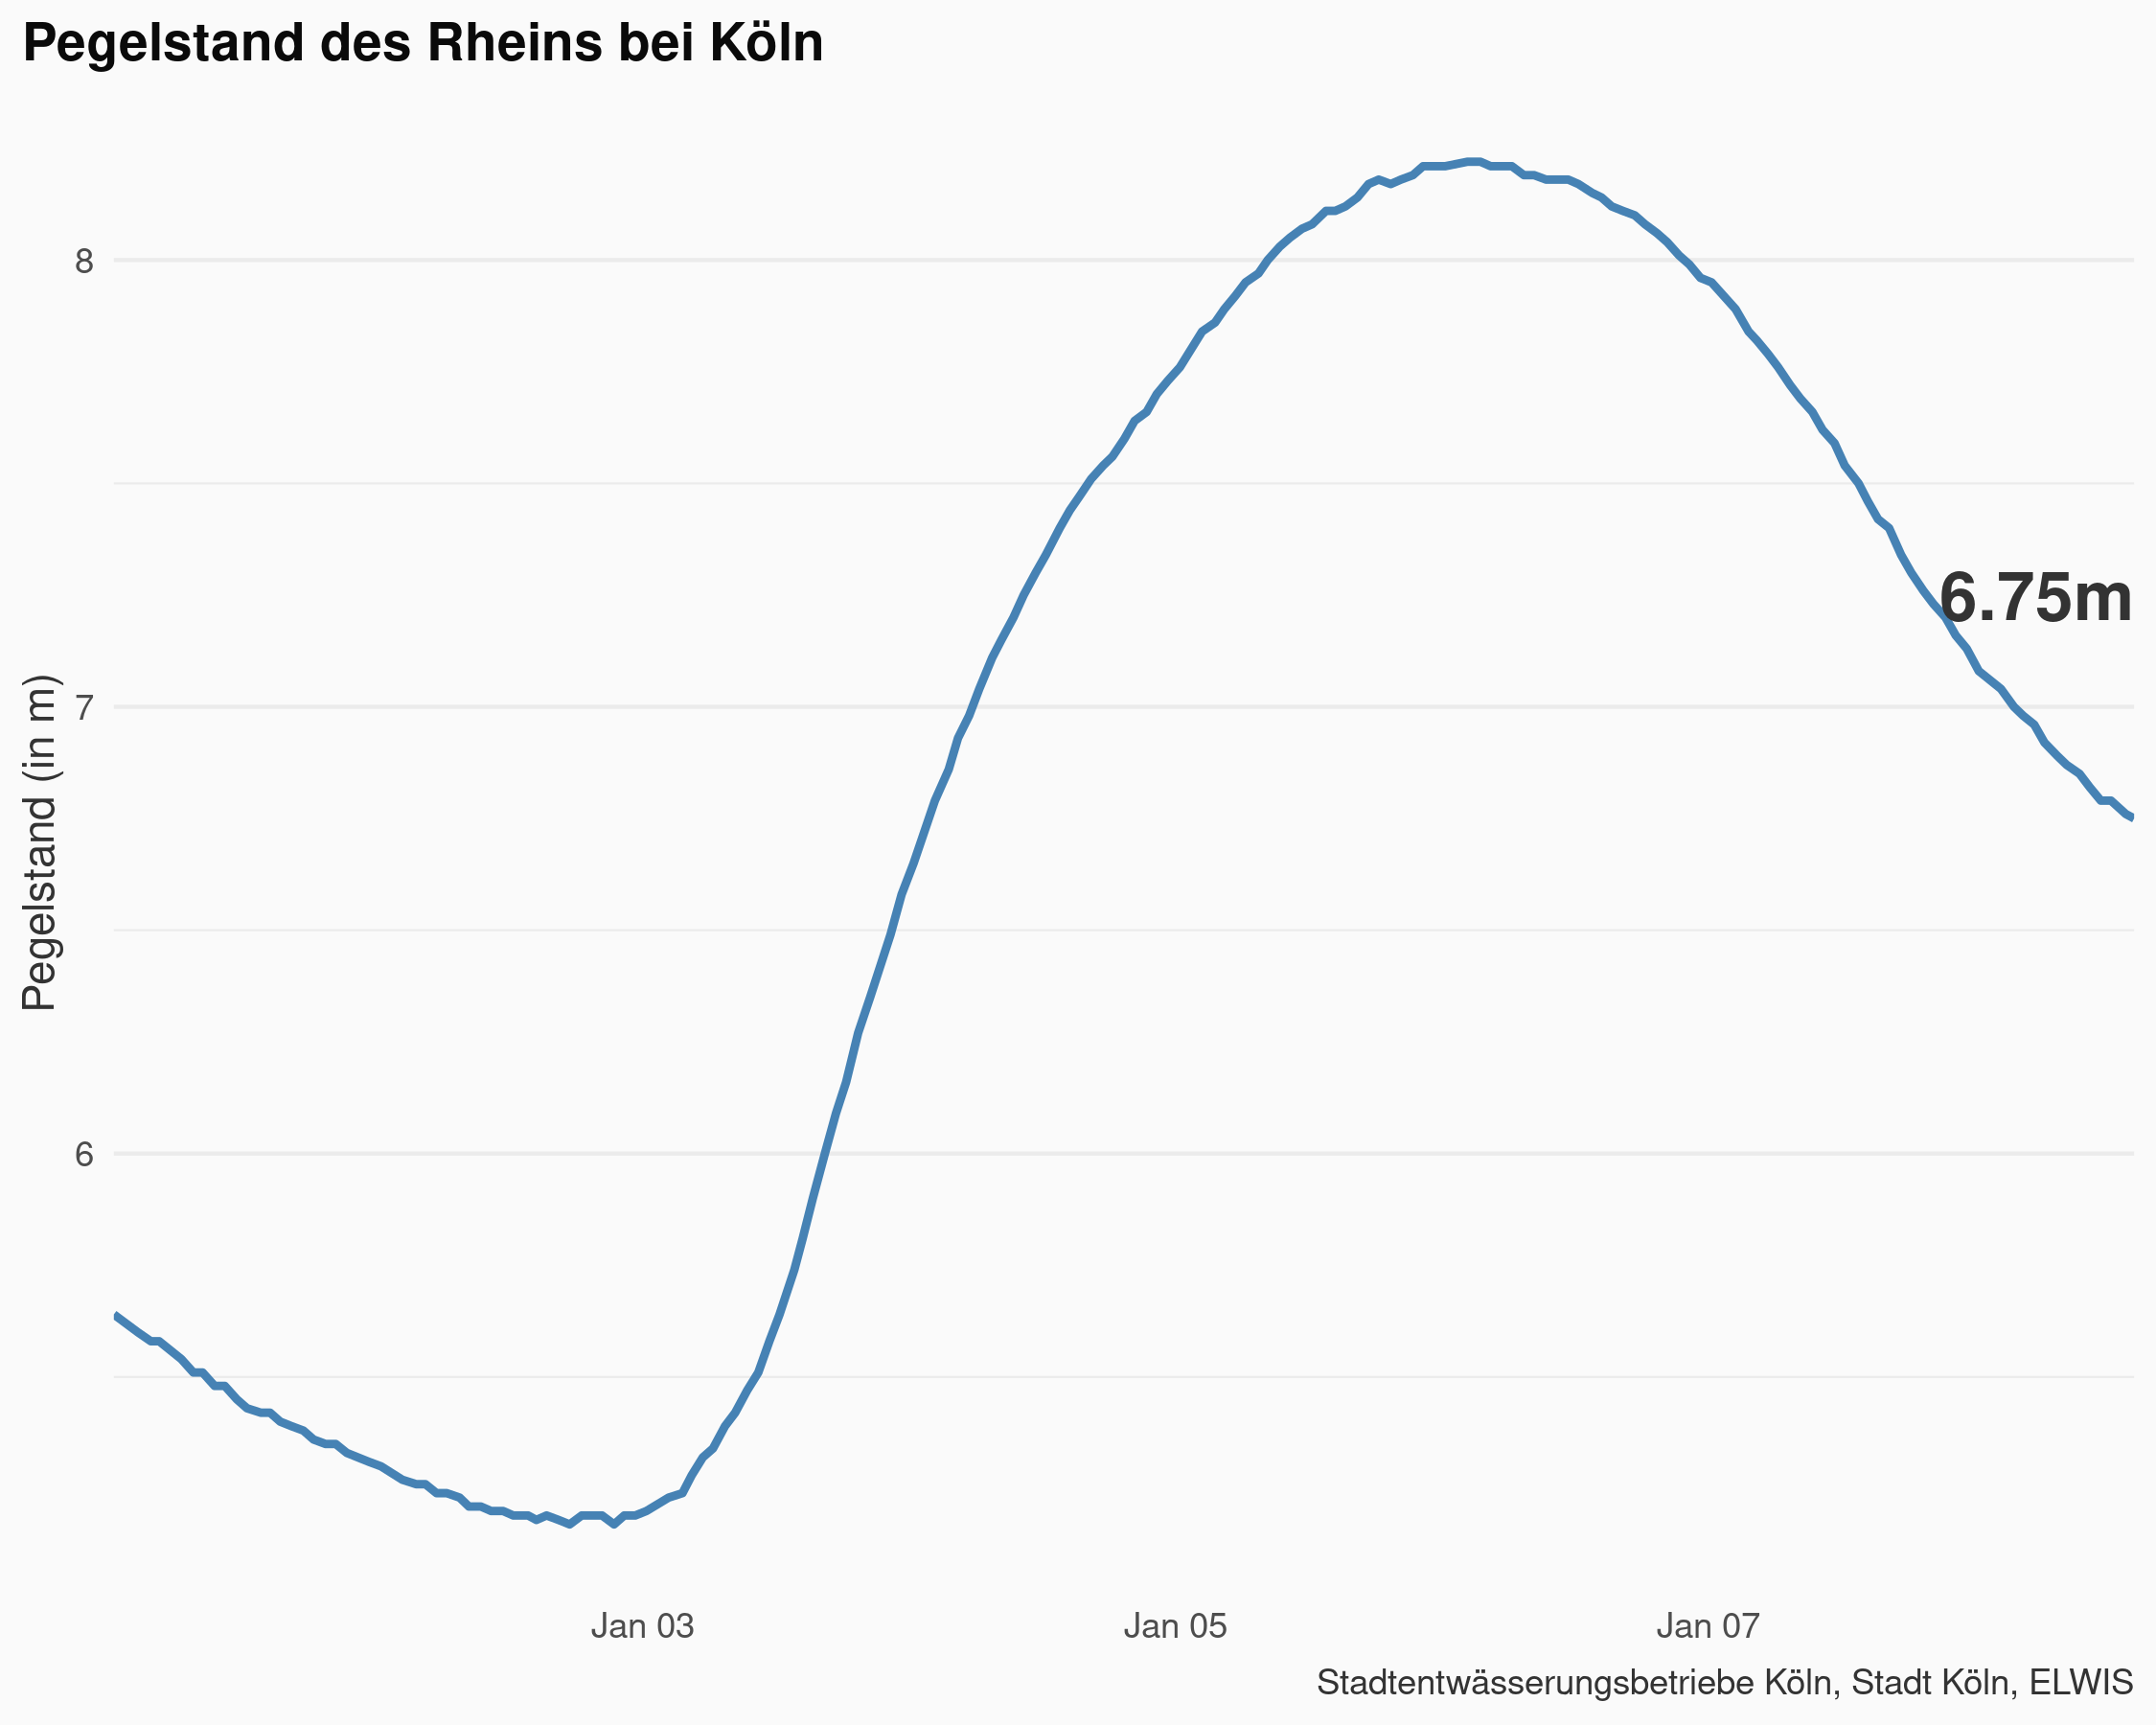 Pegelstand des Rheins bei Köln
Pegelstand (in m)
8
7
6
6.75m
Jan 03
Jan 05
Jan 07
Stadtentwässerungsbetriebe Köln, Stadt Köln, ELWIS